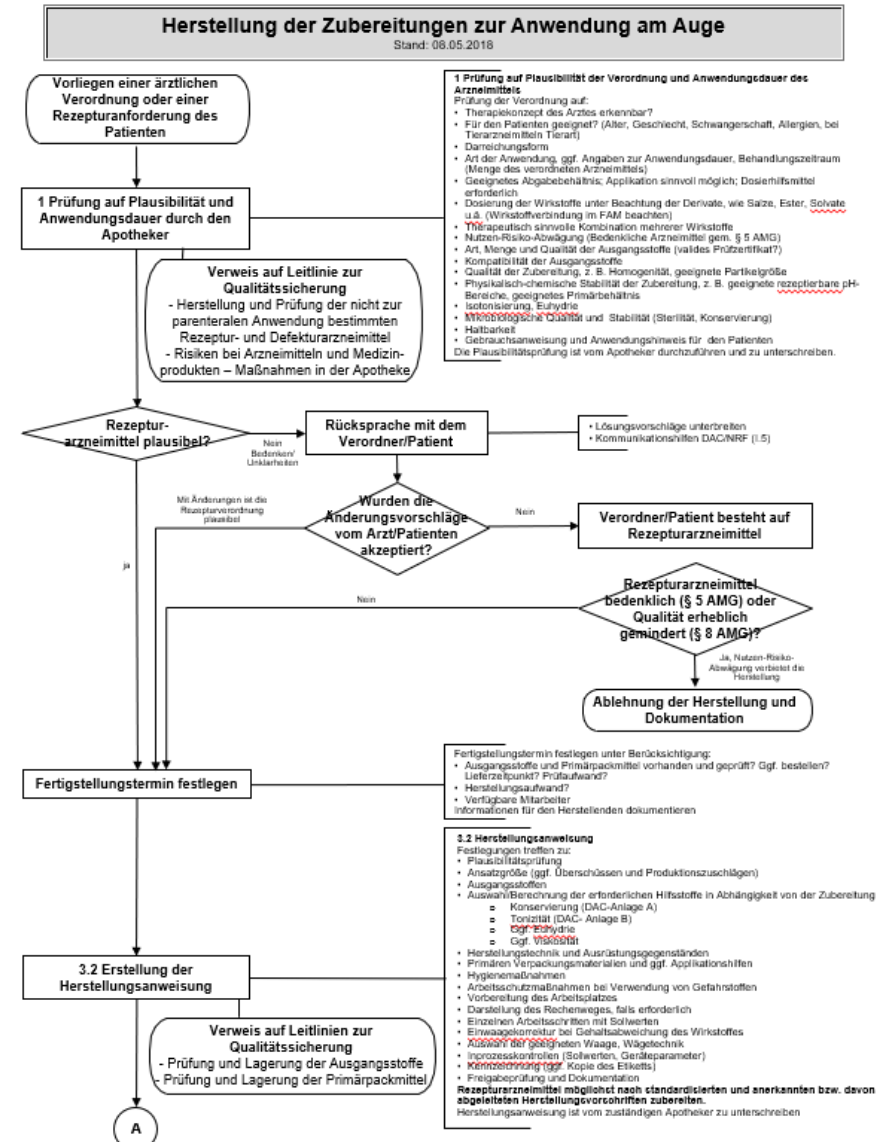 Herstellung der Zubereitungen zur Anwendung am Auge
Stand: 08.05.2018
Vorliegen einer ärztlichen
Verordnung oder einer
Rezepturanforderung des
Patienten
1 Prüfung auf Plausibilität der Verordnung und Anwendungsdauer des
Arzneimittels
Prüfung der Verordnung auf:
• Therapiekonzept des Arztes erkennbar?
• Für den Patienten geeignet? (Alter, Geschlecht, Schwangerschaft, Allergien, bei
Tierarzneimitteln Tierart)
• Darreichungsform
• Art der Anwendung, ggf. Angaben zur Anwendungsdauer, Behandlungszeitraum
(Menge des verordneten Arzneimittels)
• Geeignetes Abgabebehältnis; Applikation sinnvoll möglich; Dosierhilfsmittel
erforderlich
• Dosierung der Wirkstoffe unter Beachtung der Derivate, wie Salze, Ester, Solvate
u.ä. (Wirkstoffverbindung im FAM beachten)
• Therapeutisch sinnvolle Kombination mehrerer Wirkstoffe
• Nutzen-Risiko-Abwägung (Bedenkliche Arzneimittel gem. § 5 AMG)
• Art, Menge und Qualität der Ausgangsstoffe (valides Prüfzertifikat?)
• Kompatibilität der Ausgangsstoffe
• Qualität der Zubereitung, z. B. Homogenität, geeignete Partikelgröße
• Physikalisch-chemische Stabilität der Zubereitung, z. B. geeignete rezeptierbare pH-
Bereiche, geeignetes Primärbehältnis
• Isotonisierung, Euhydrie
• Mikrobiologische Qualität und Stabilität (Sterilität, Konservierung)
• Haltbarkeit
• Gebrauchsanweisung und Anwendungshinweis für den Patienten
Die Plausibilitätsprüfung ist vom Apotheker durchzuführen und zu unterschreiben.
1 Prüfung auf Plausibilität und
Anwendungsdauer durch den
Apotheker
Verweis auf Leitlinie zur
Qualitätssicherung
- Herstellung und Prüfung der nicht zur
parenteralen Anwendung bestimmten
Rezeptur- und Defekturarzneimittel
- Risiken bei Arzneimitteln und Medizin-
produkten – Maßnahmen in der Apotheke
Rezeptur-
arzneimittel plausibel?
Nein
Bedenken/
Unklarheiten
Rücksprache mit dem
Verordner/Patient
• Lösungsvorschläge unterbreiten
• Kommunikationshilfen DAC/NRF (I.5)
Mit Änderungen ist die
Rezepturverordnung
plausibel
Wurden die
Änderungsvorschläge
vom Arzt/Patienten
akzeptiert?
Nein
Verordner/Patient besteht auf
Rezepturarzneimittel
ja
Nein
Rezepturarzneimittel
bedenklich (§ 5 AMG) oder
Qualität erheblich
gemindert (§ 8 AMG)?
Ja, Nutzen-Risiko-
Abwägung verbietet die
Herstellung
Ablehnung der Herstellung und
Dokumentation
Fertigstellungstermin festlegen
Fertigstellungstermin festlegen unter Berücksichtigung:
• Ausgangsstoffe und Primärpackmittel vorhanden und geprüft? Ggf. bestellen?
Lieferzeitpunkt? Prüfaufwand?
• Herstellungsaufwand?
• Verfügbare Mitarbeiter
Informationen für den Herstellenden dokumentieren
3.2 Herstellungsanweisung
Festlegungen treffen zu:
• Plausibilitätsprüfung
• Ansatzgröße (ggf. Überschüssen und Produktionszuschlägen)
• Ausgangsstoffen
• Auswahl/Berechnung der erforderlichen Hilfsstoffe in Abhängigkeit von der Zubereitung
Konservierung (DAC-Anlage A)
Tonizität (DAC- Anlage B)
Ggf. Euhydrie
Ggf. Viskosität
• Herstellungstechnik und Ausrüstungsgegenständen
• Primären Verpackungsmaterialien und ggf. Applikationshilfen
• Hygienemaßnahmen
• Arbeitsschutzmaßnahmen bei Verwendung von Gefahrstoffen
• Vorbereitung des Arbeitsplatzes
• Darstellung des Rechenweges, falls erforderlich
• Einzelnen Arbeitsschritten mit Sollwerten
• Einwaagekorrektur bei Gehaltsabweichung des Wirkstoffes
• Auswahl der geeigneten Waage, Wägetechnik
• Inprozesskontrollen (Sollwerten, Geräteparameter)
• Kennzeichnung (ggf. Kopie des Etiketts)
• Freigabeprüfung und Dokumentation
Rezepturarzneimittel möglichst nach standardisierten und anerkannten bzw. davon
abgeleiteten Herstellungsvorschriften zubereiten.
Herstellungsanweisung ist vom zuständigen Apotheker zu unterschreiben
3.2 Erstellung der
Herstellungsanweisung
Verweis auf Leitlinien zur
Qualitätssicherung
- Prüfung und Lagerung der Ausgangsstoffe
- Prüfung und Lagerung der Primärpackmittel
A